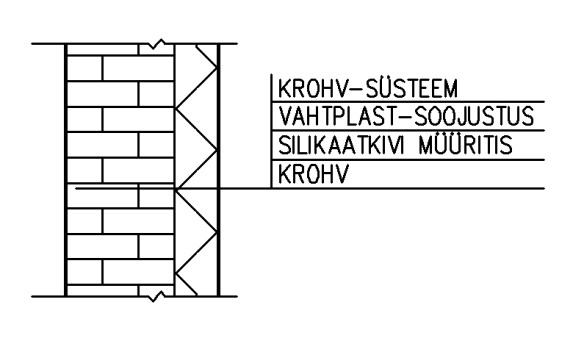 KROHV-SÜSTEEM
VAHTPLAST-SOOJUSTUS
SILIKAATKIVI MÜÜRITIS
KROHV